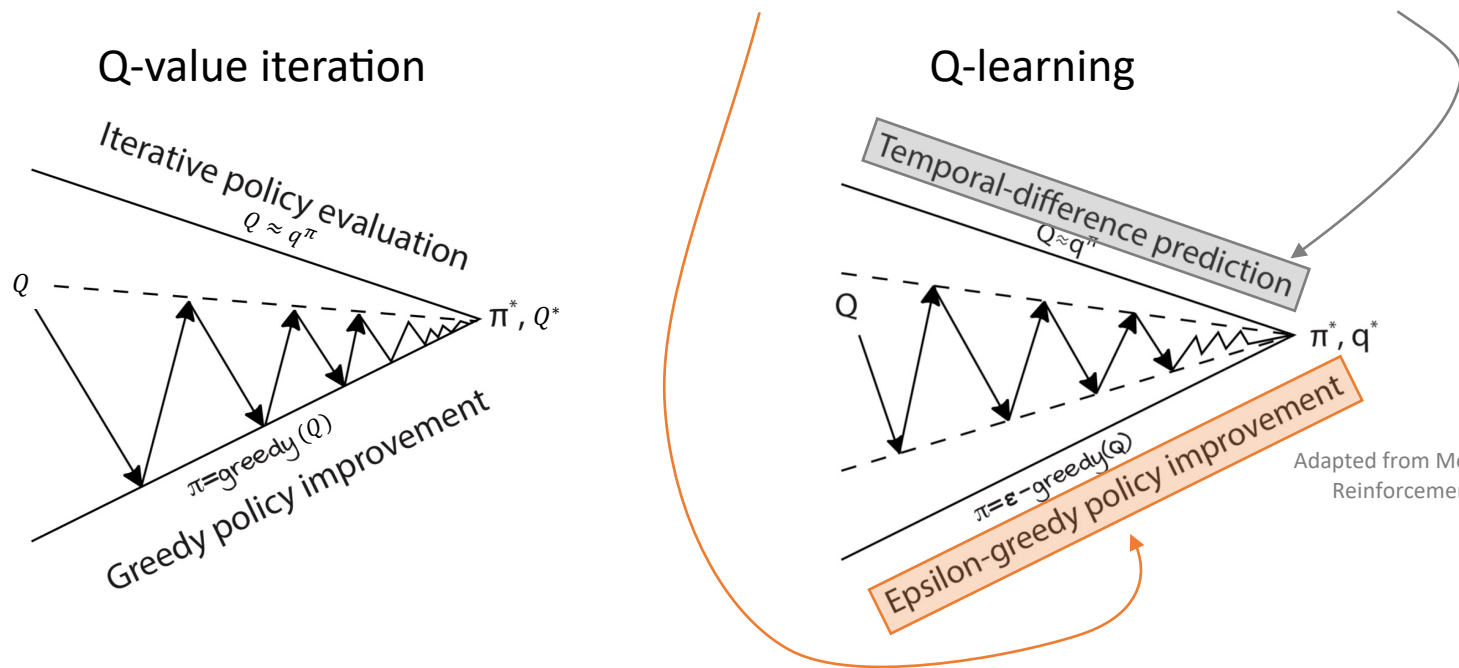 Q-value iteration
Iterative policy evaluation
Q ≈ q^π
Q
π*, Q*
π=greedy(Q)
Greedy policy improvement
Q-learning
Temporal-difference prediction
Q≈q^π
Q
π*, q*
π=ε-greedy(Q)
Epsilon-greedy policy improvement
Adapted from
Reinforcemen